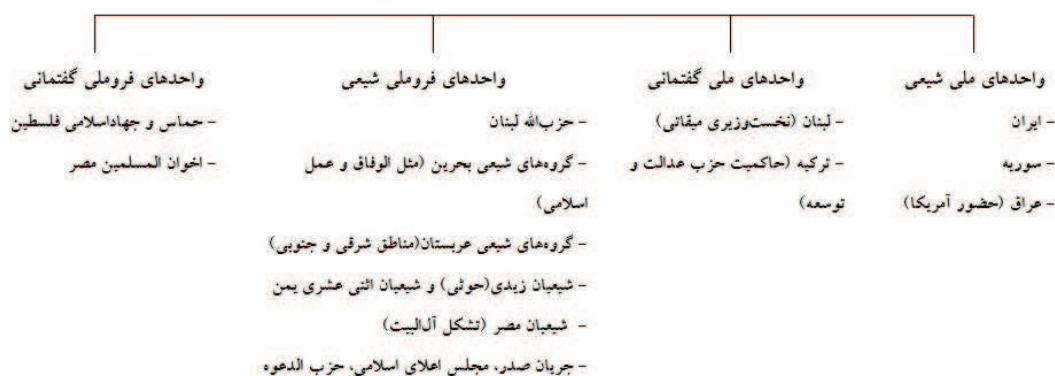 واحدهای ملی شیعی
- ایران
- سوریه
- عراق (حضور آمریکا)
واحدهای ملی گفتمانی
- لبنان (نخست‌وزیری میقاتی)
- ترکیه (حاکمیت حزب عدالت و
توسعه)
واحدهای فروملی شیعی
- حزب‌الله لبنان
- گروه‌های شیعی بحرین (مثل الوفاق و عمل
اسلامی)
- گروه‌های شیعی عربستان(مناطق شرقی و جنوبی)
- شیعیان زیدی(حوثی) و شیعیان اثنی عشری یمن
- شیعیان مصر (تشکل آل‌البیت)
- جریان صدر، مجلس اعلای اسلامی، حزب الدعوه
واحدهای فروملی گفتمانی
- حماس و جهاداسلامی فلسطین
- اخوان المسلمین مصر